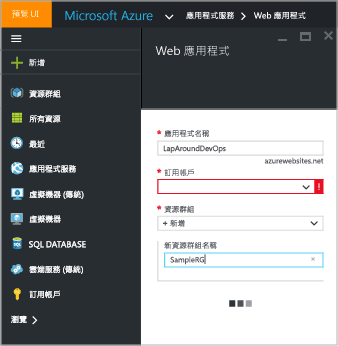 預覽 UI
Microsoft Azure
應用程式服務
Web 應用程式
新增
資源群組
所有資源
最近
應用程式服務
虛擬機器 (傳統)
虛擬機器
SQL DATABASE
雲端服務 (傳統)
訂用帳戶
瀏覽
Web 應用程式
* 應用程式名稱
LapAroundDevOps
.azurewebsites.net
* 訂用帳戶
!
* 資源群組
+ 新增
新資源群組名稱
SampleRG